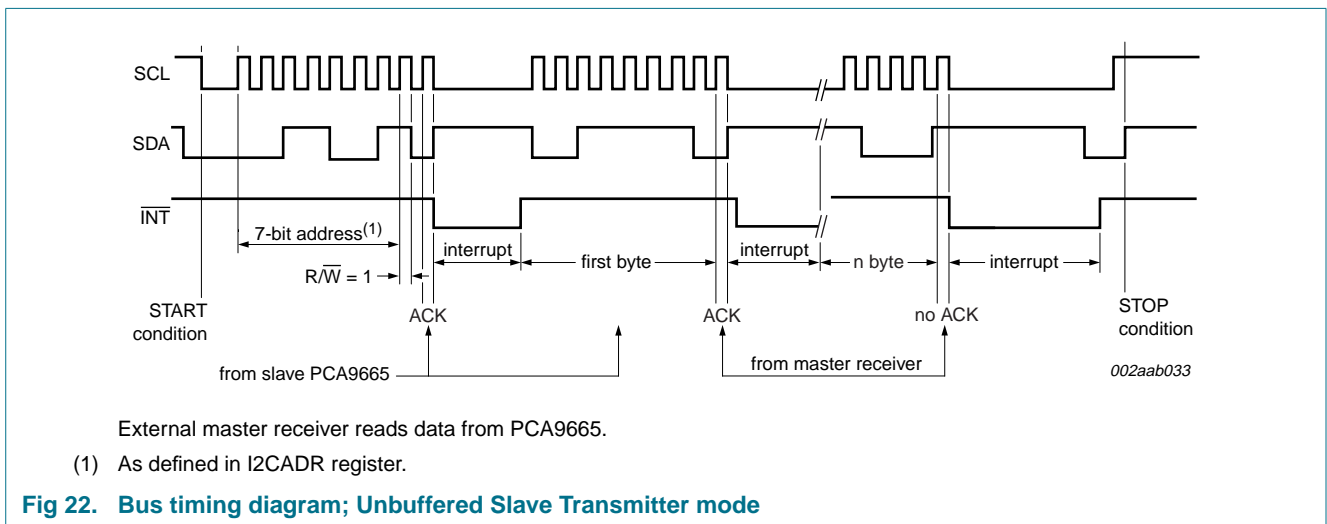 SCL
SDA
INT
7-bit address(1)
R/W = 1
interrupt
first byte
interrupt
n byte
interrupt
START
condition
ACK
ACK
no ACK
STOP
condition
from slave PCA9665
from master receiver
002aab033
External master receiver reads data from PCA9665.
(1) As defined in I2CADR register.
Fig 22. Bus timing diagram; Unbuffered Slave Transmitter mode